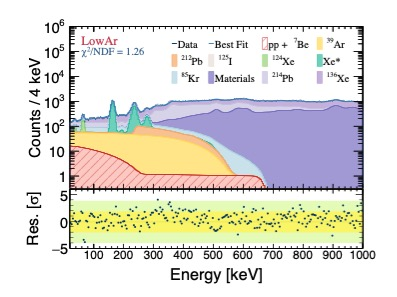 10⁶
10⁵
10⁴
10³
10²
10
1
Counts / 4 keV
LowAr
χ²/NDF = 1.26
Data Best Fit pp + ⁷Be ³⁹Ar
²¹²Pb ¹²⁵I ¹²⁴Xe Xe*
⁸⁵Kr Materials ²¹⁴Pb ¹³⁶Xe
5
0
−5
Res. [σ]
100 200 300 400 500 600 700 800 900 1000
Energy [keV]